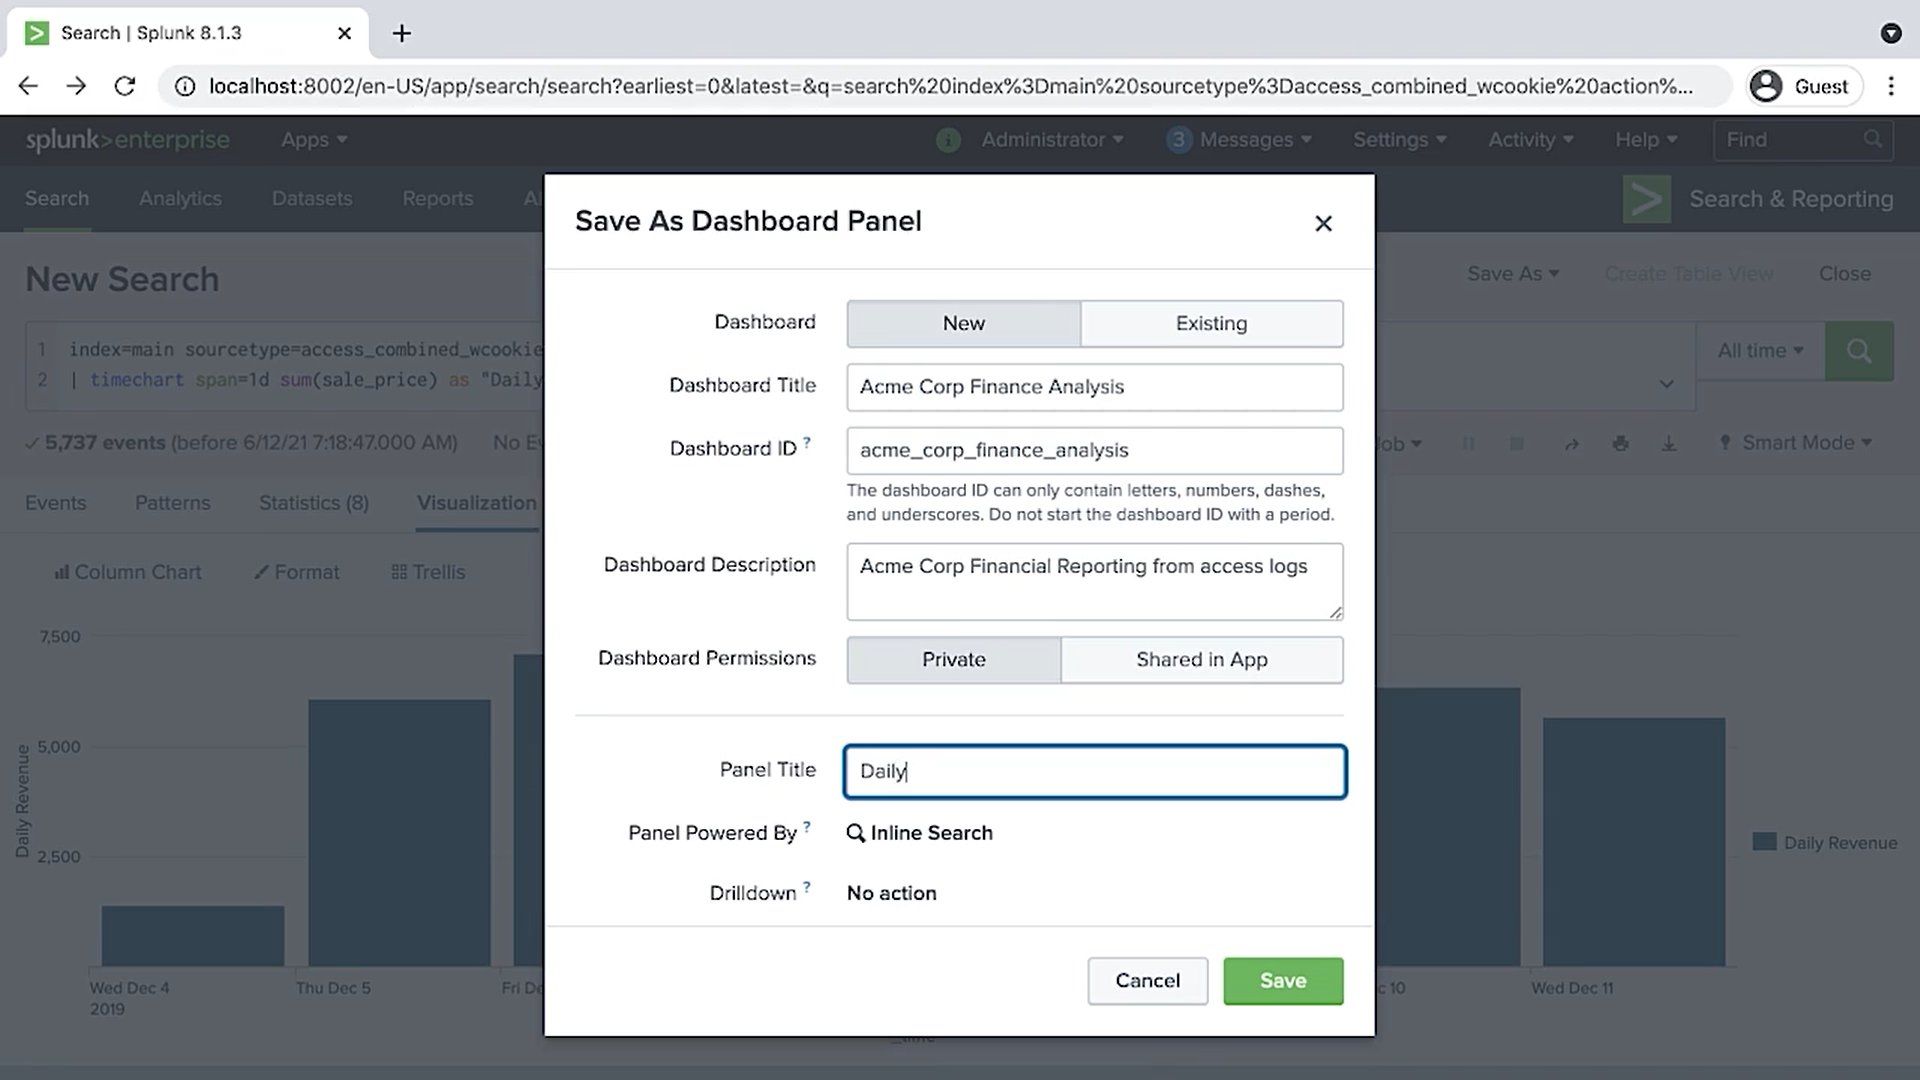 Search | Splunk 8.1.3
localhost:8002/en-US/app/search/search?earliest=0&latest=&q=search%20index%3Dmain%20sourcetype%3Daccess_combined_wcookie%20action%...
Guest
splunk>enterprise
Apps
i
Administrator
3
Messages
Settings
Activity
Help
Find
Search
Analytics
Datasets
Reports
Search & Reporting
Save As Dashboard Panel
New Search
Save As
Create Table View
Close
Dashboard
New
Existing
1
index=main sourcetype=access_combined_wcookie
All time
2
| timechart span=1d sum(sale_price) as "Daily
Dashboard Title
Acme Corp Finance Analysis
5,737 events (before 6/12/21 7:18:47.000 AM)
Smart Mode
Dashboard ID ?
acme_corp_finance_analysis
The dashboard ID can only contain letters, numbers, dashes,
and underscores. Do not start the dashboard ID with a period.
Events
Patterns
Statistics (8)
Visualization
Column Chart
Format
Trellis
Dashboard Description
Acme Corp Financial Reporting from access logs
Dashboard Permissions
Private
Shared in App
Panel Title
Daily
Panel Powered By ?
Inline Search
Drilldown ?
No action
Cancel
Save
7,500
5,000
2,500
Daily Revenue
Daily Revenue
Wed Dec 4
2019
Thu Dec 5
Wed Dec 11